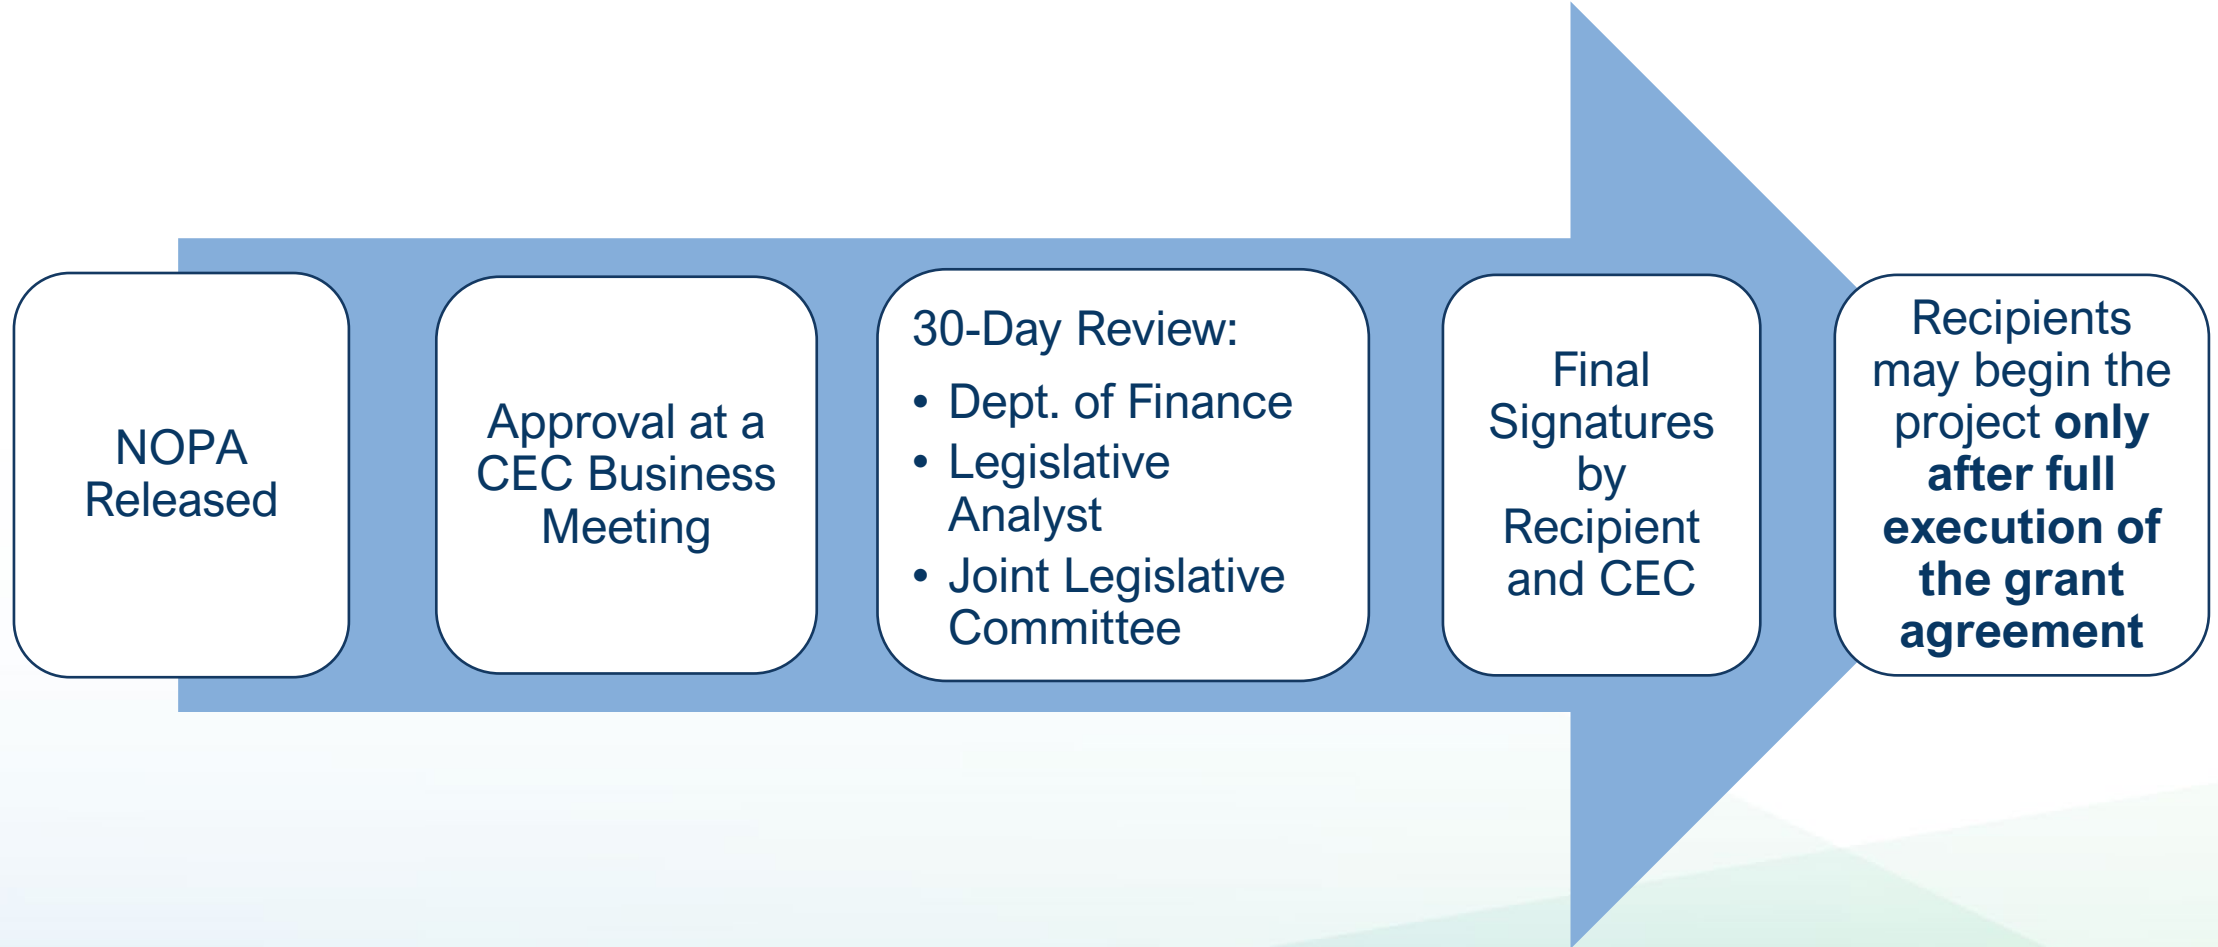 NOPA
Released
Approval at a
CEC Business
Meeting
30-Day Review:
• Dept. of Finance
• Legislative
Analyst
• Joint Legislative
Committee
Final
Signatures
by
Recipient
and CEC
Recipients
may begin the
project only
after full
execution of
the grant
agreement